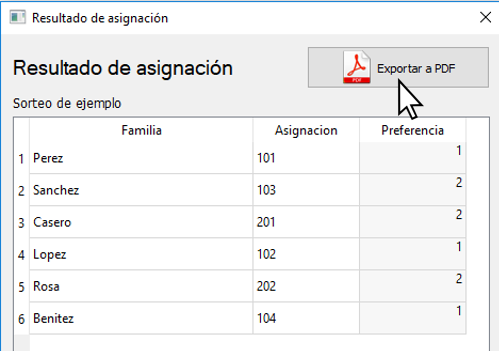 Resultado de asignación
Resultado de asignación
PDF
Exportar a PDF
Sorteo de ejemplo
Familia Asignacion Preferencia
1 Perez 101 1
2 Sanchez 103 2
3 Casero 201 2
4 Lopez 102 1
5 Rosa 202 2
6 Benitez 104 1